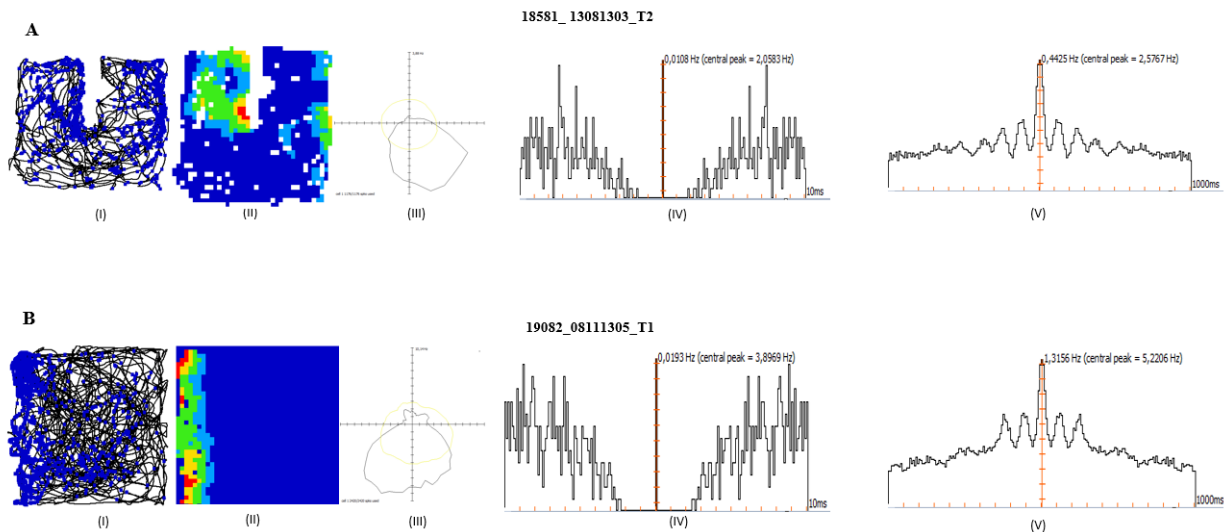 18581_ 13081303_T2
A
0,0108 Hz (central peak = 2,0583 Hz)
0,4425 Hz (central peak = 2,5767 Hz)
10ms
1000ms
(I)
(II)
(III)
(IV)
(V)
19082_08111305_T1
B
0,0193 Hz (central peak = 3,8969 Hz)
1,3156 Hz (central peak = 5,2206 Hz)
10ms
1000ms
(I)
(II)
(III)
(IV)
(V)